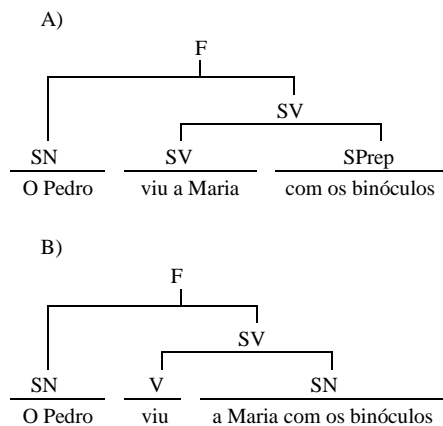 A)
F
SV
SN SV SPrep
O Pedro viu a Maria com os binóculos
B)
F
SV
SN V SN
O Pedro viu a Maria com os binóculos